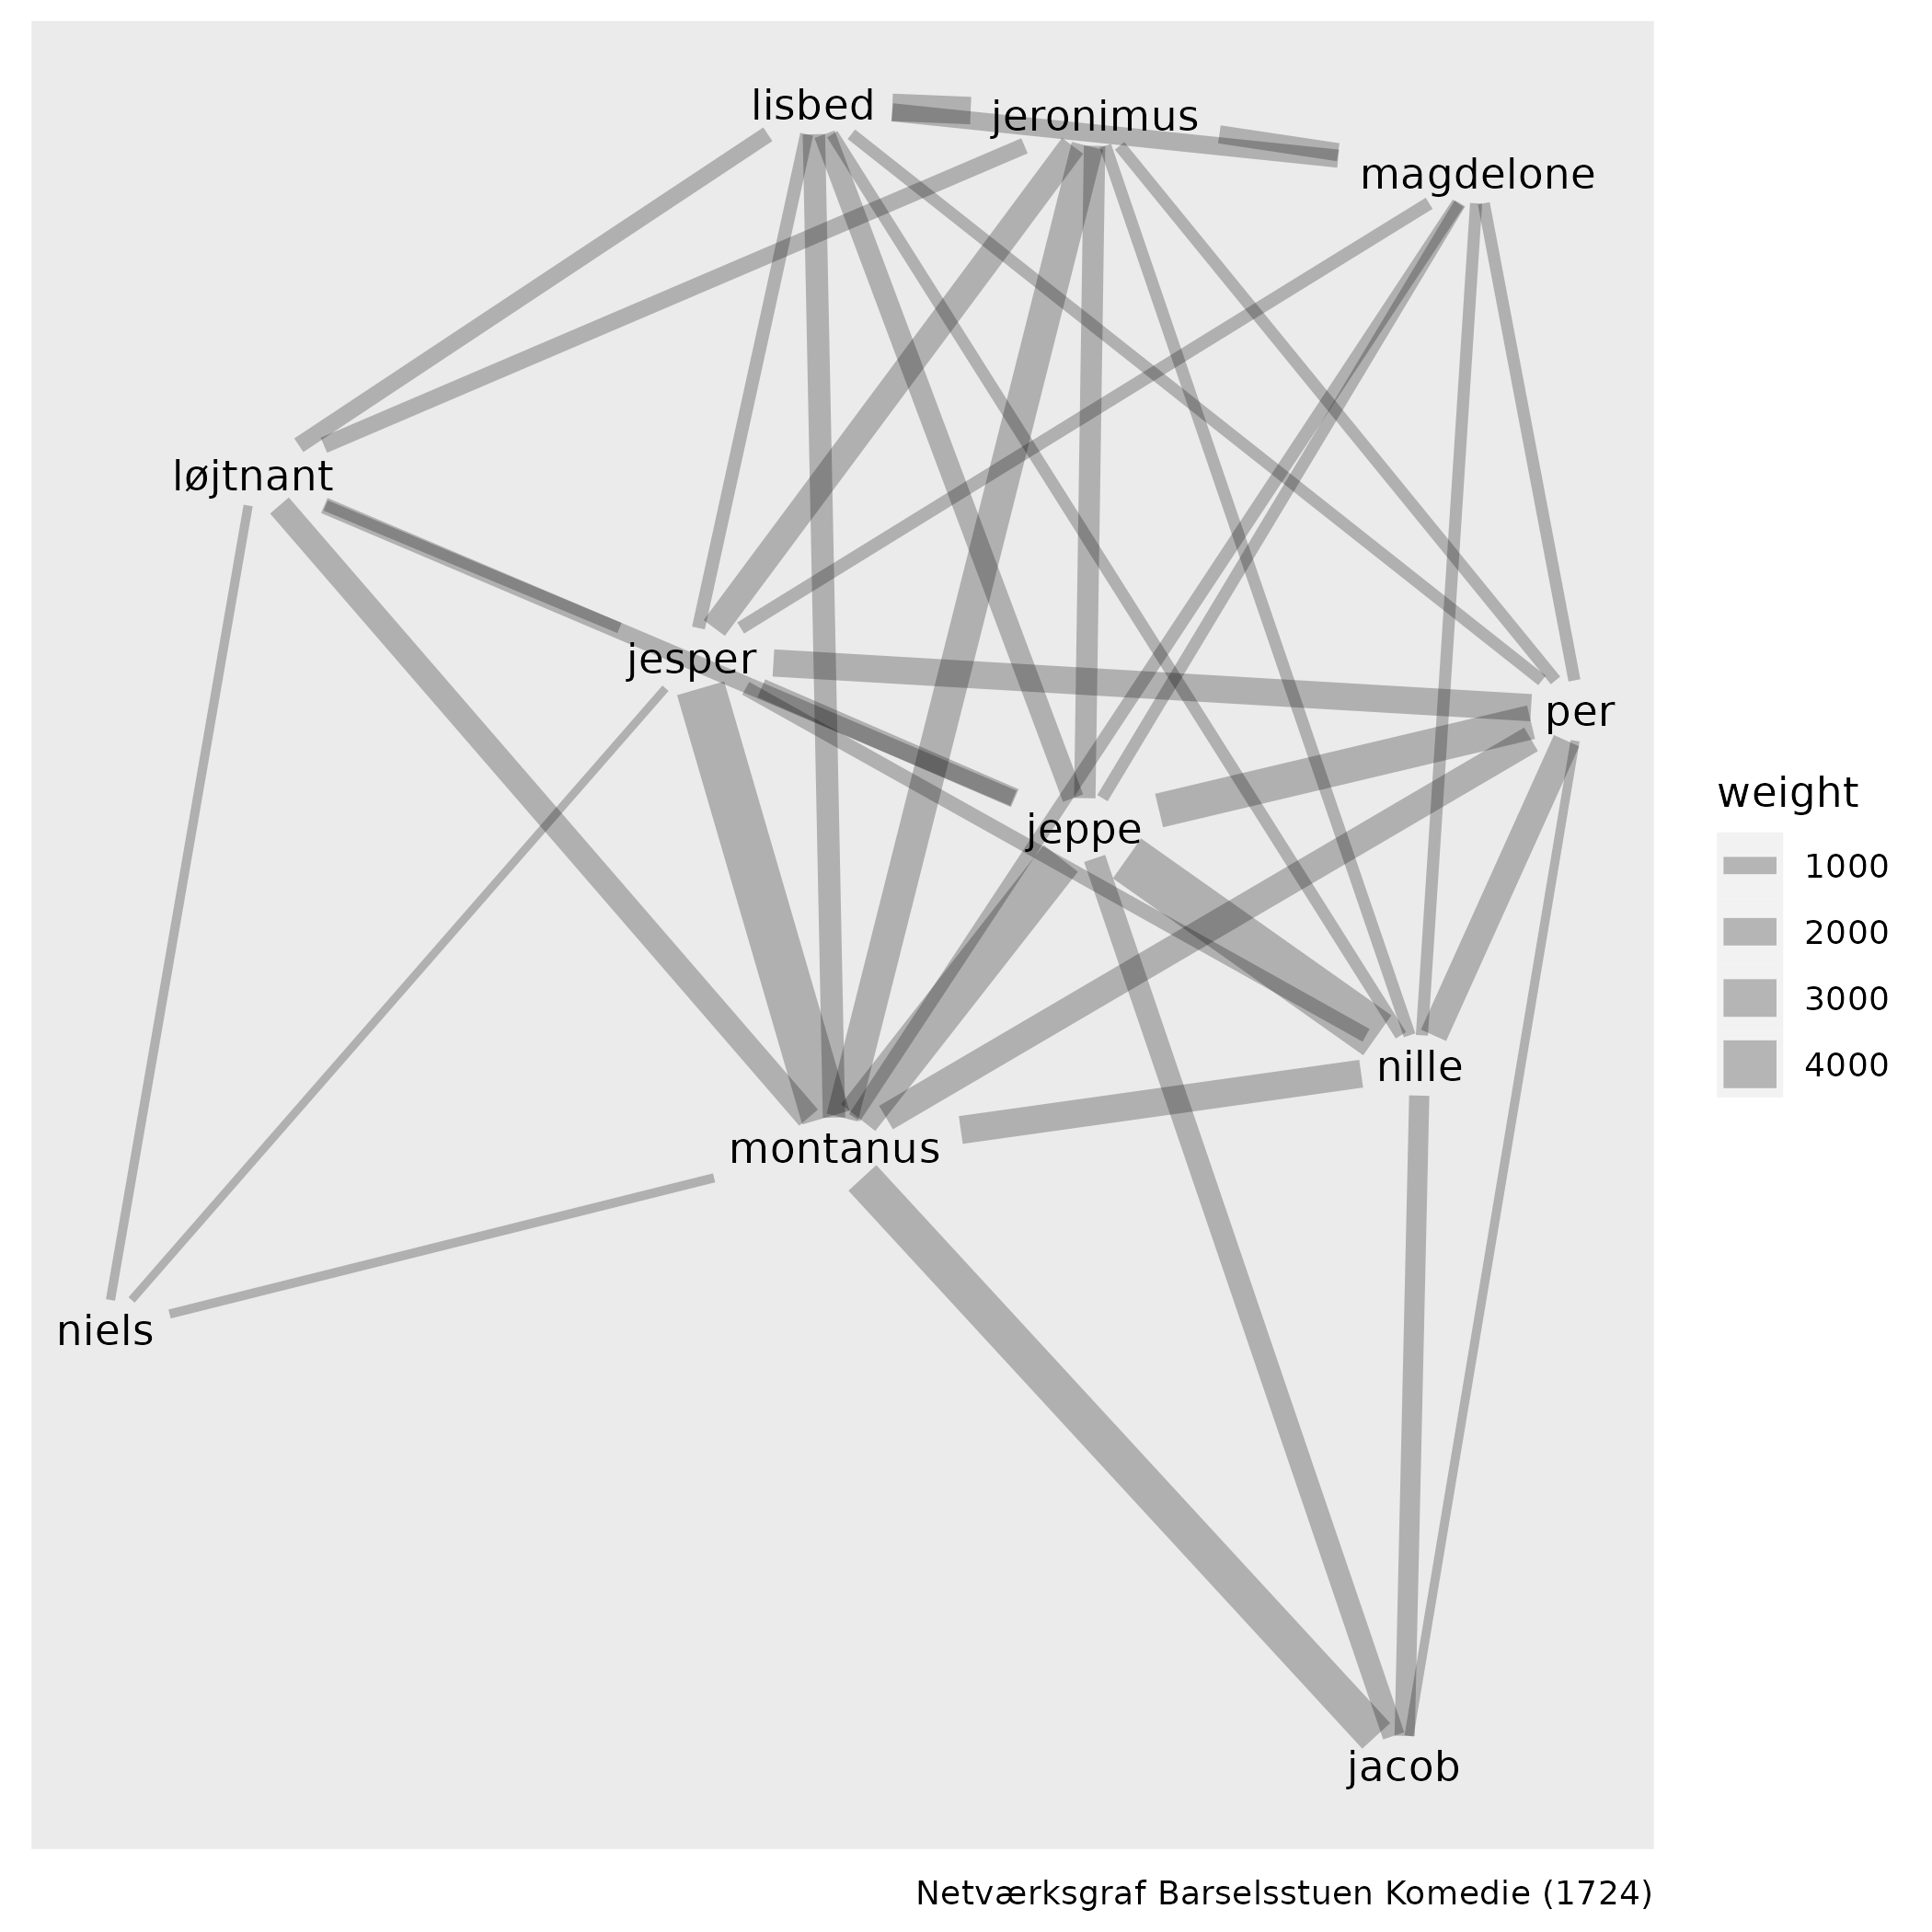 lisbed
jeronimus
magdelone
løjtnant
jesper
per
jeppe
nille
montanus
niels
jacob
weight
1000
2000
3000
4000
Netværksgraf Barselsstuen Komedie (1724)